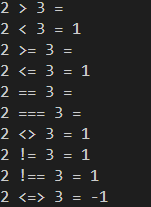 2 > 3 =
2 < 3 = 1
2 >= 3 =
2 <= 3 = 1
2 == 3 =
2 === 3 =
2 <> 3 = 1
2 != 3 = 1
2 !== 3 = 1
2 <=> 3 = -1